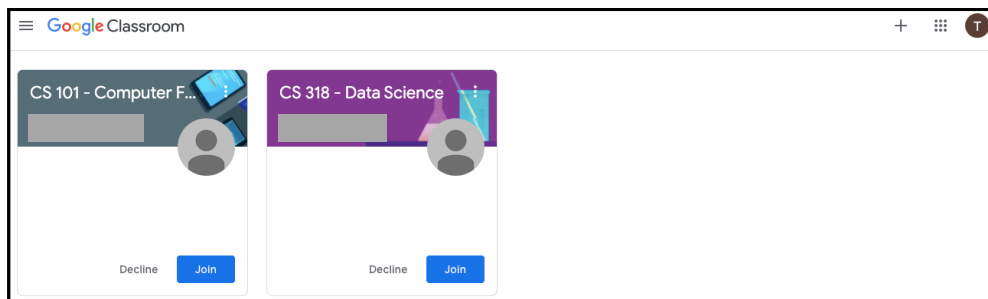 Google Classroom
T
CS 101 - Computer F...
CS 318 - Data Science
Decline
Join
Decline
Join